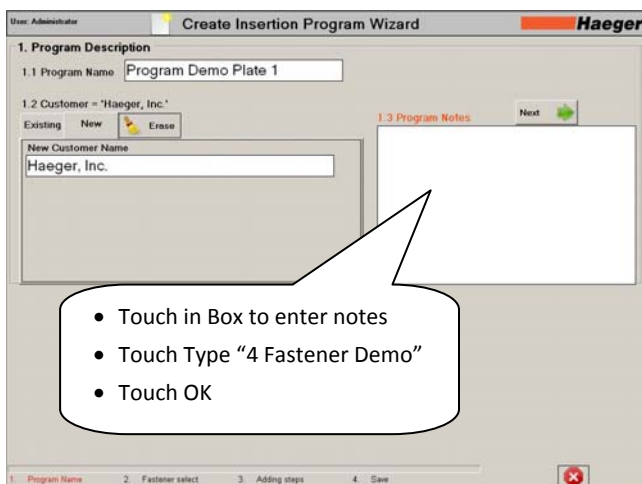 User: Administrator
Create Insertion Program Wizard
Haeger
1. Program Description
1.1 Program Name
Program Demo Plate 1
1.2 Customer = 'Haeger, Inc.'
Existing
New
Erase
New Customer Name
Haeger, Inc.
1.3 Program Notes
Next
• Touch in Box to enter notes
• Touch Type “4 Fastener Demo”
• Touch OK
1. Program Name 2. Fastener select 3. Adding steps 4. Save